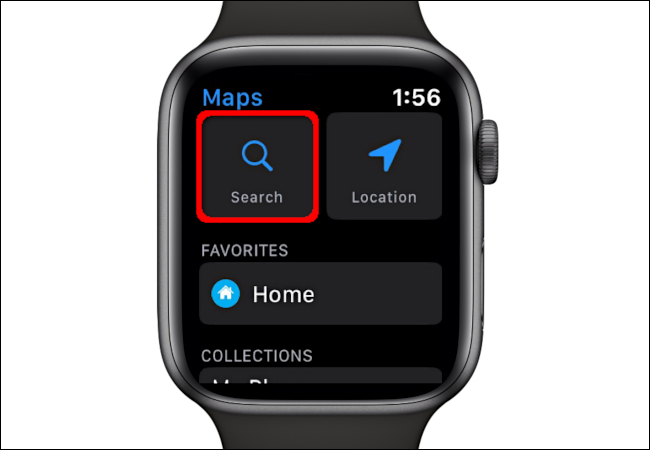 Maps 1:56
Search Location
FAVORITES
Home
COLLECTIONS